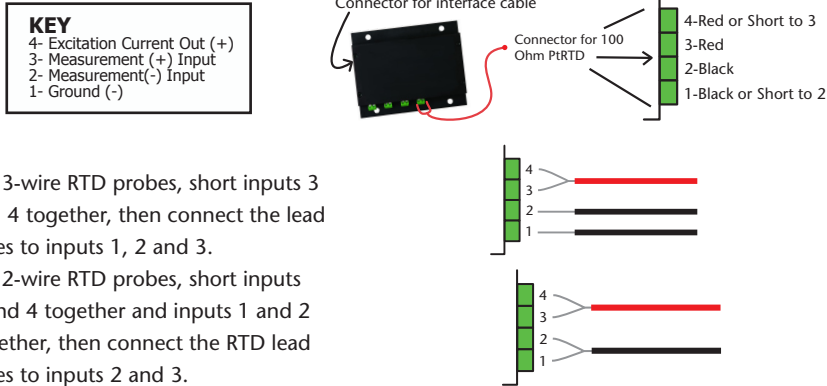 Connector for Interface cable
KEY
4- Excitation Current Out (+)
3- Measurement (+) Input
2- Measurement(-) Input
1- Ground (-)
Connector for 100
Ohm PtRTD
4-Red or Short to 3
3-Red
2-Black
1-Black or Short to 2
3-wire RTD probes, short inputs 3
4 together, then connect the lead
to inputs 1, 2 and 3.
2-wire RTD probes, short inputs
4 together and inputs 1 and 2
then connect the RTD lead
to inputs 2 and 3.
4
3
2
1
4
3
2
1